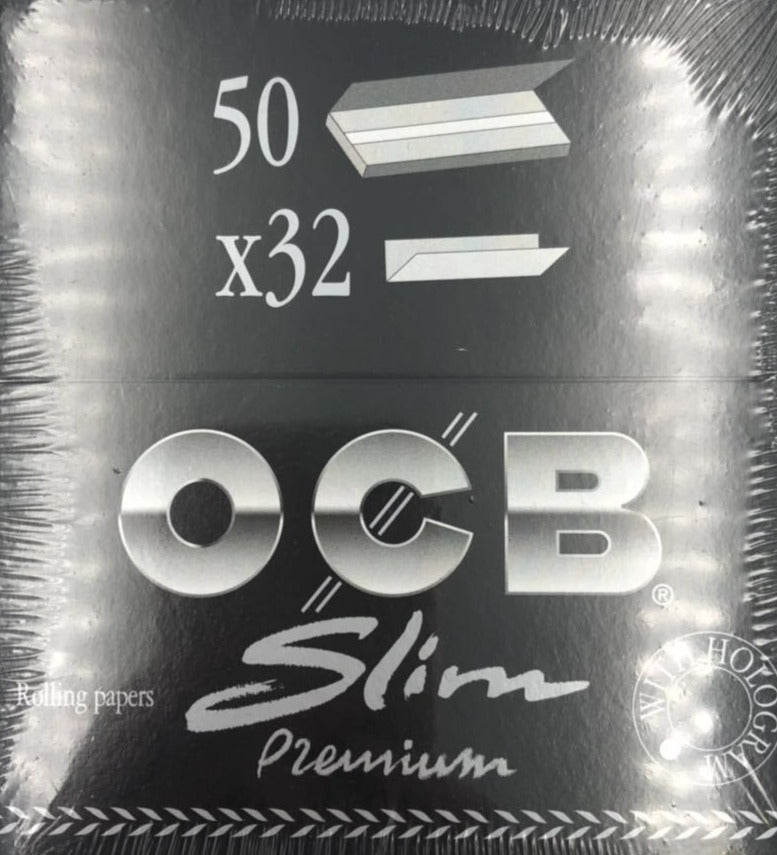 50
x32
OCB®
Slim
Rolling papers
Premium
WITH HOLOGRAM